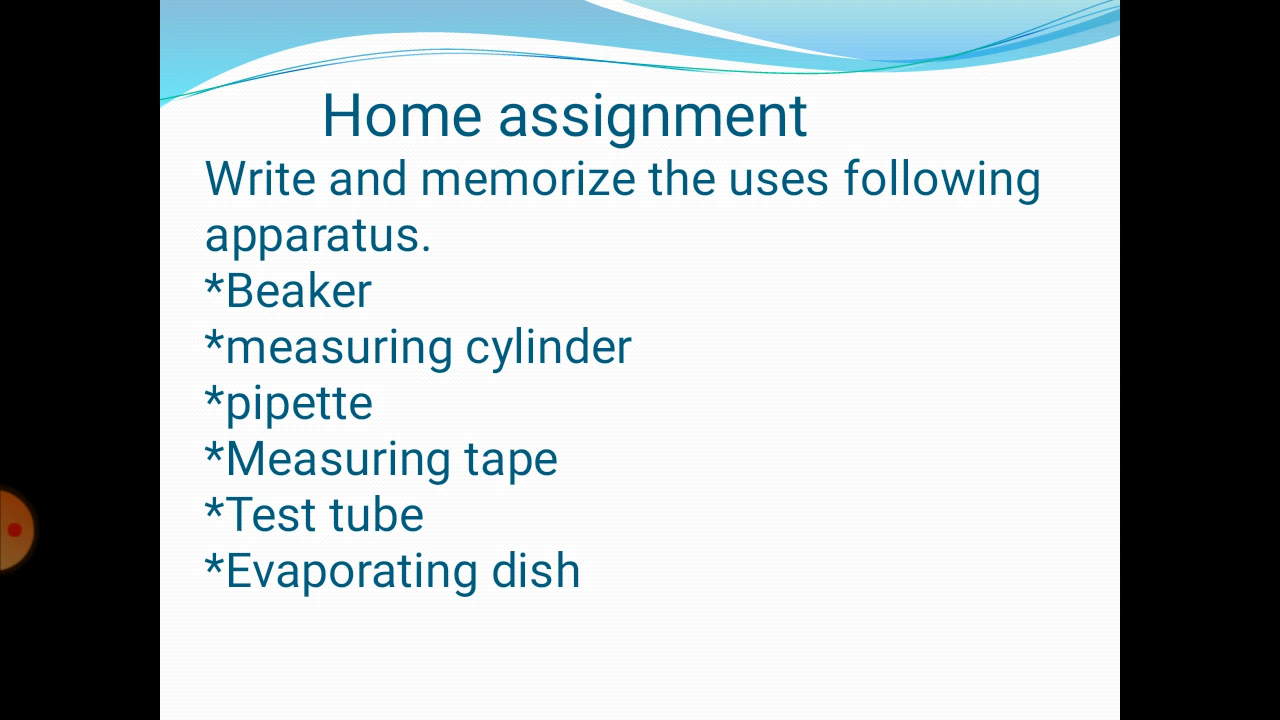 Home assignment
Write and memorize the uses following
apparatus.
*Beaker
*measuring cylinder
*pipette
*Measuring tape
*Test tube
*Evaporating dish